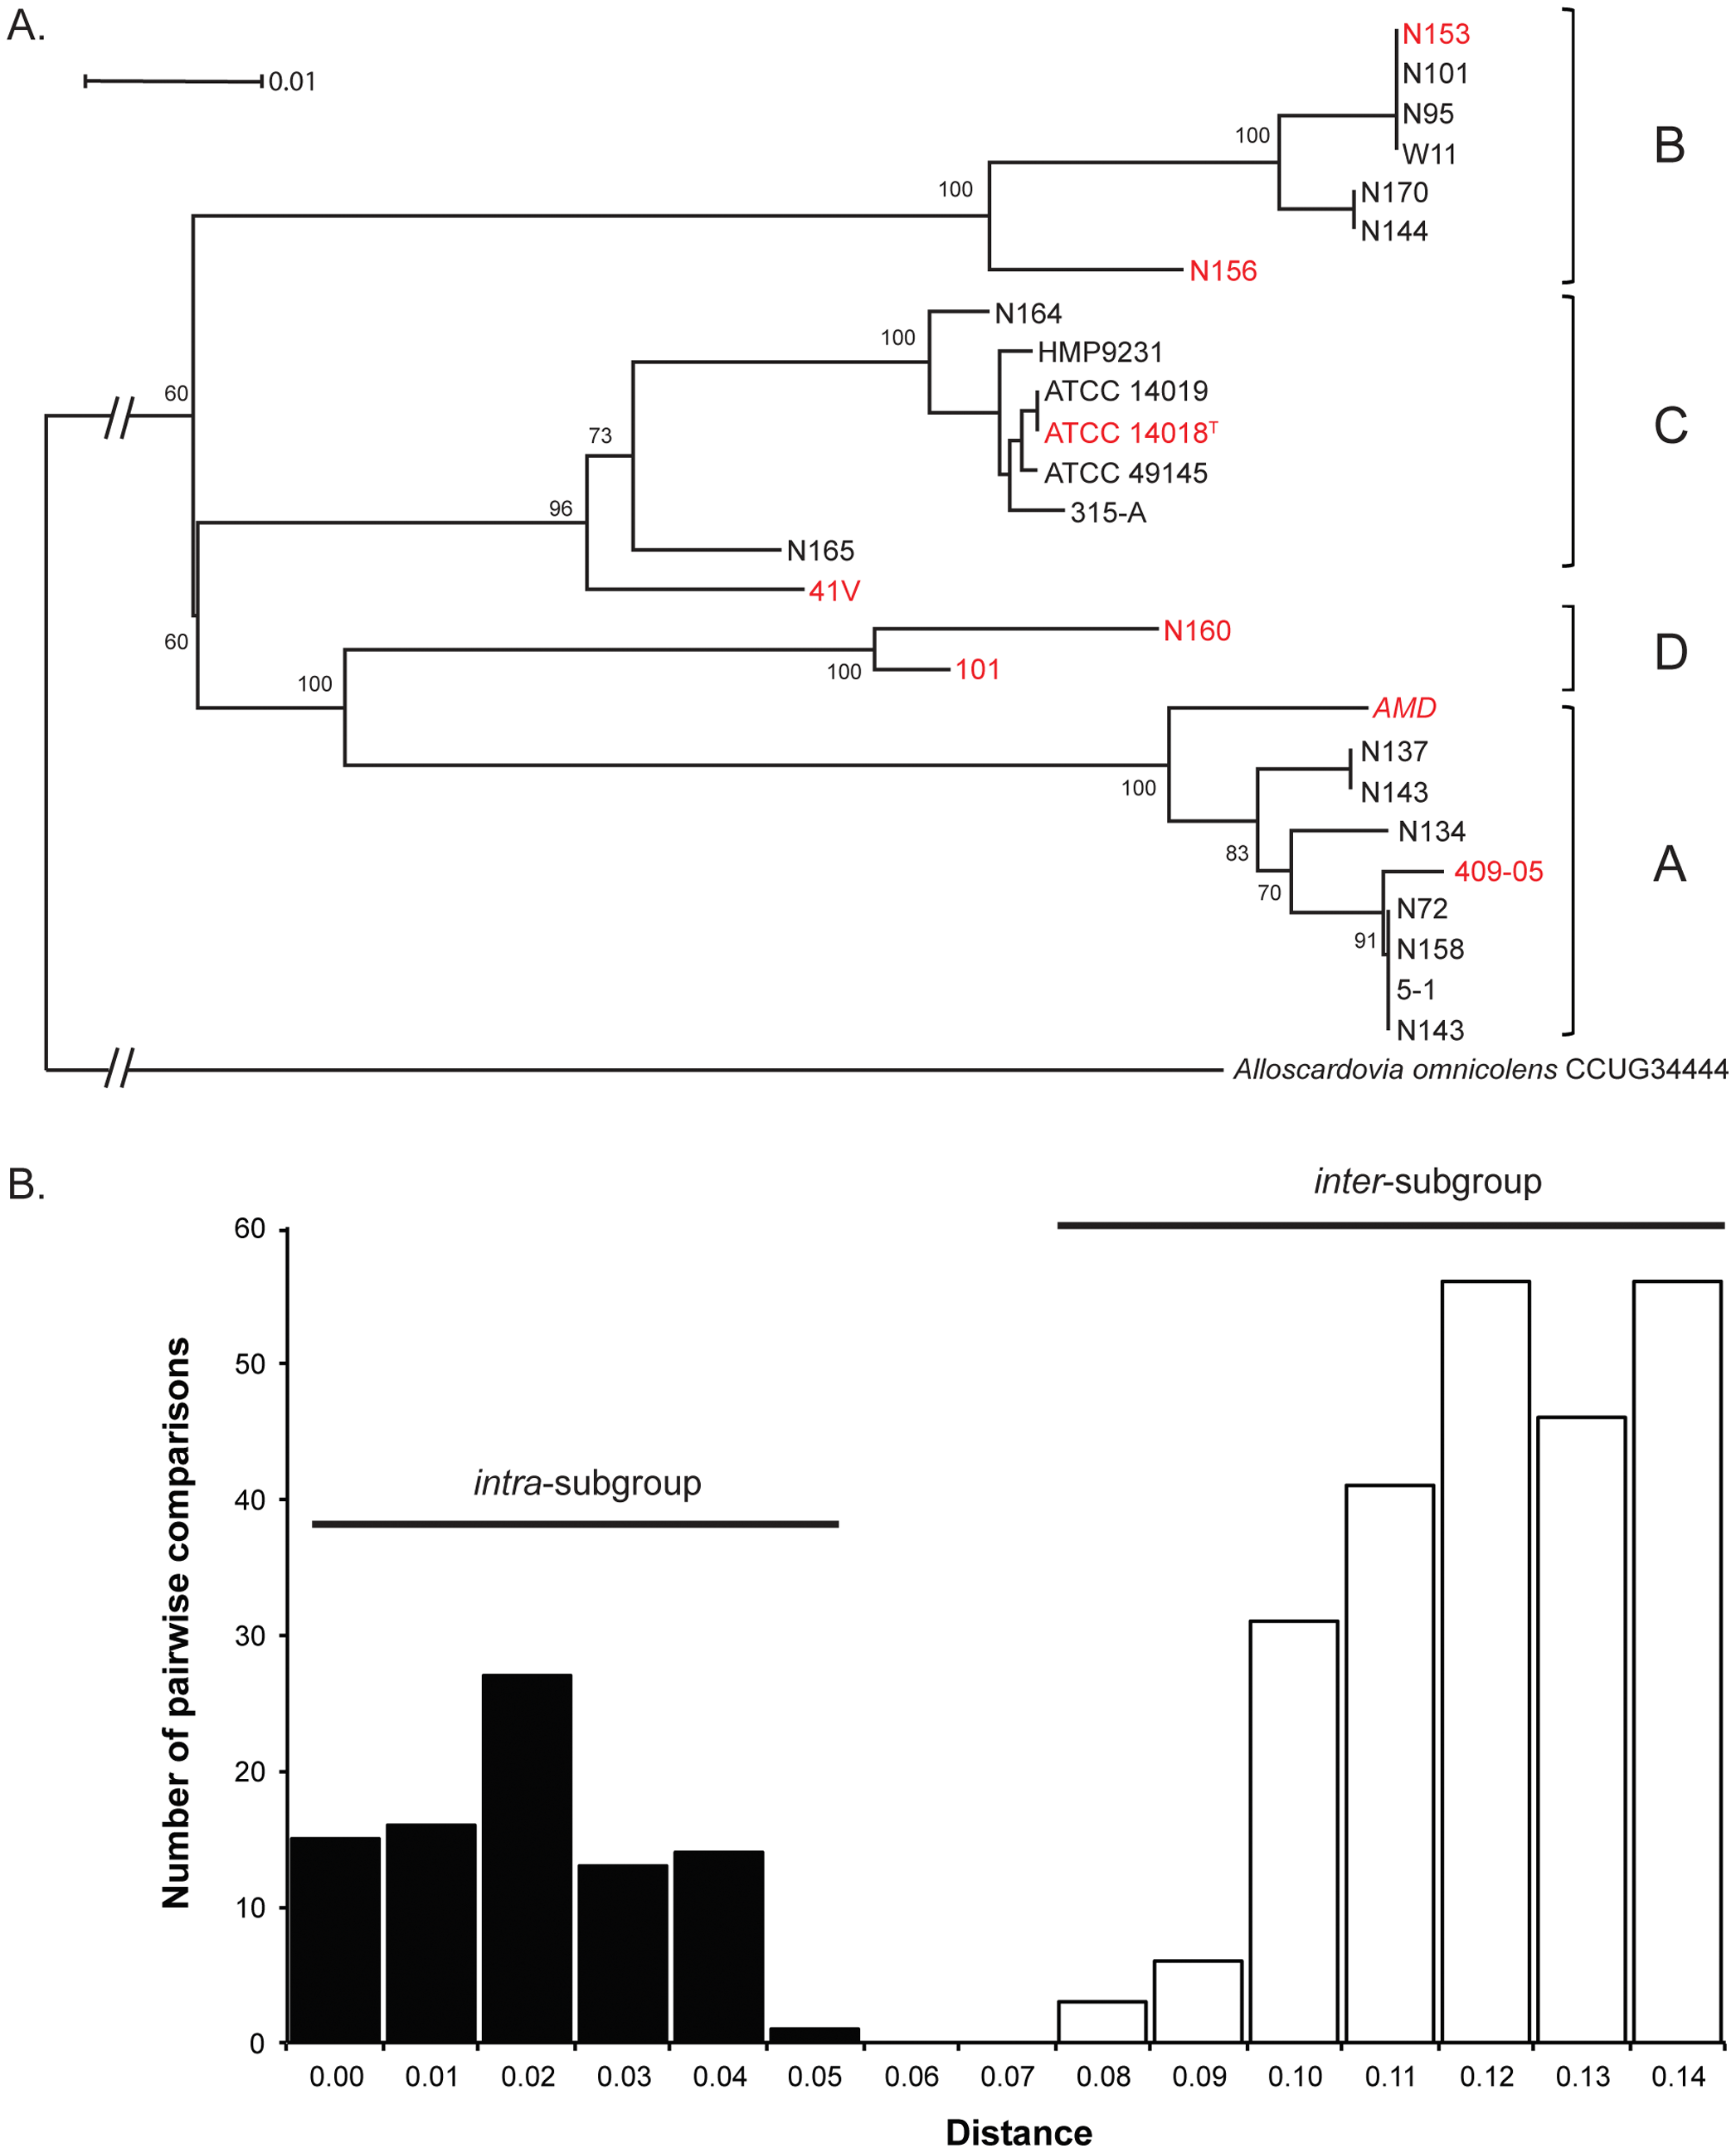 A.
0.01
N153
N101
N95
W11
N170
N144
N156
B
100
100
N164
HMP9231
ATCC 14019
ATCC 14018ᵀ
ATCC 49145
315-A
N165
41V
C
100
73
96
60
N160
101
D
100
100
60
AMD
N137
N143
N134
409-05
N72
N158
5-1
N143
A
100
83
70
91
Alloscardovia omnicolens CCUG34444
B.
inter-subgroup
intra-subgroup
Number of pairwise comparisons
60
50
40
30
20
10
0
0.00 0.01 0.02 0.03 0.04 0.05 0.06 0.07 0.08 0.09 0.10 0.11 0.12 0.13 0.14
Distance